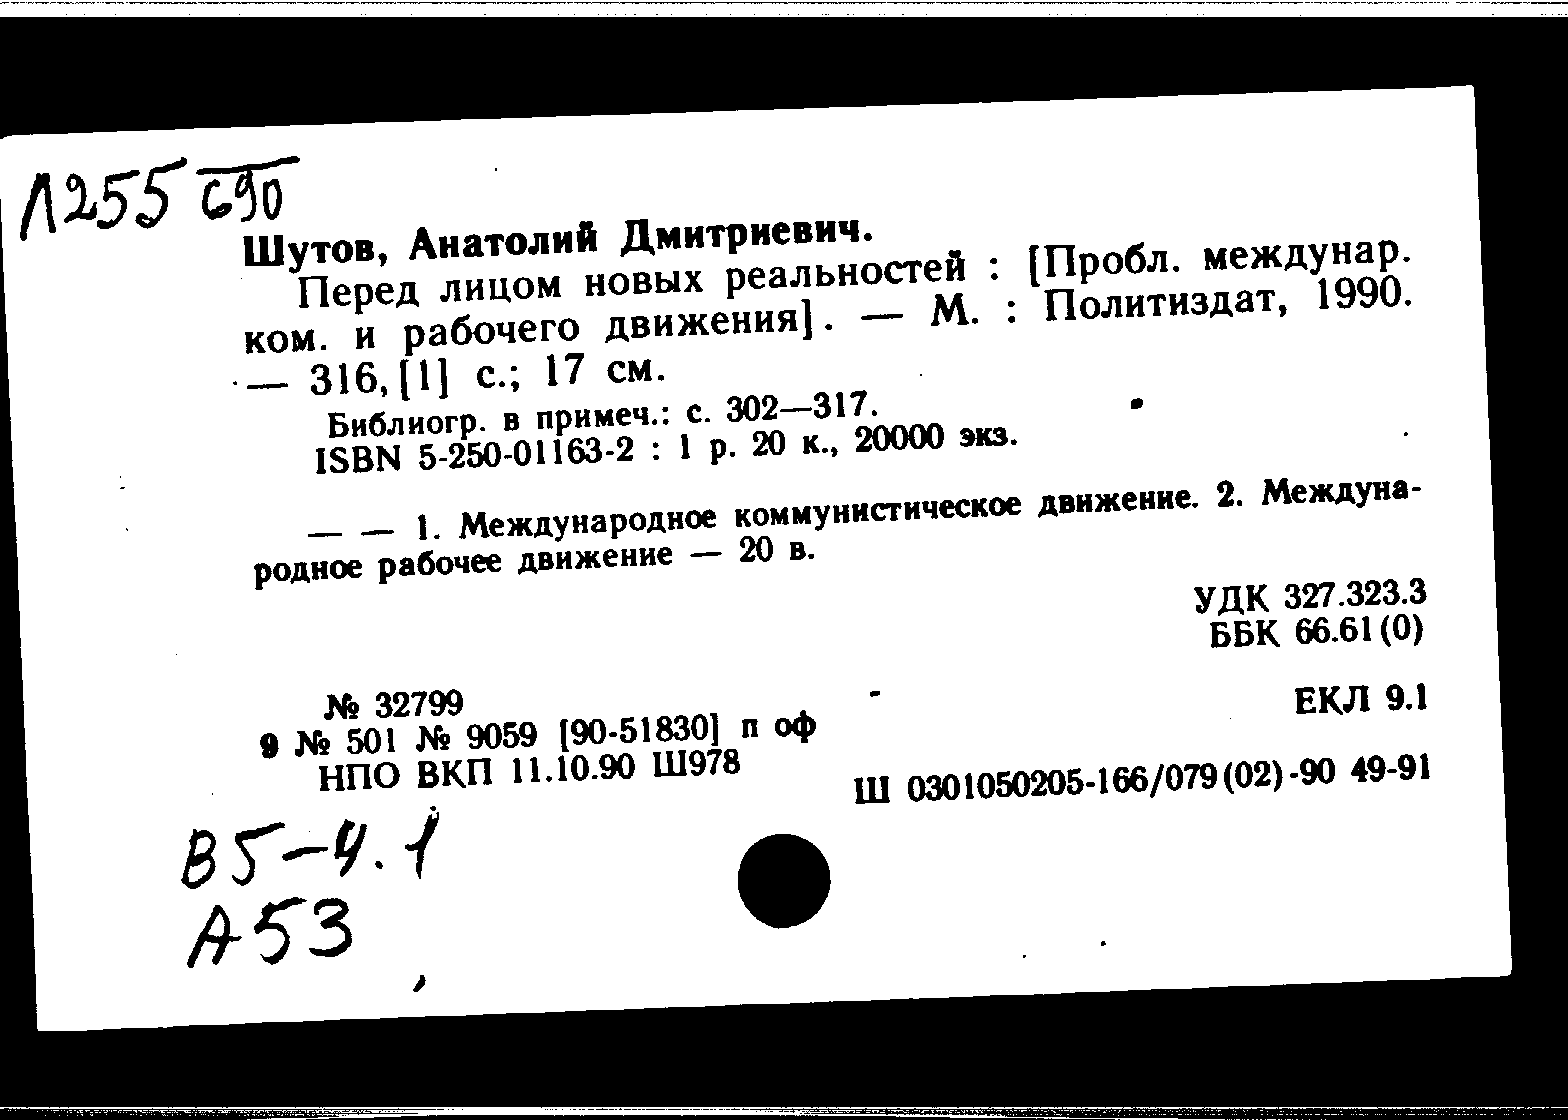 Л255 690
Шутов, Анатолий Дмитриевич.
Перед лицом новых реальностей : [Пробл. междунар.
ком. и рабочего движения]. — М. : Политиздат, 1990.
— 316, [1] с.; 17 см.
Библиогр. в примеч.: с. 302—317.
ISBN 5-250-01163-2 : 1 р. 20 к., 20000 экз.
— — 1. Международное коммунистическое движение. 2. Междуна-
родное рабочее движение — 20 в.
УДК 327.323.3
ББК 66.61(0)
№ 32799
ЕКЛ 9.1
9 № 501 № 9059 [90-51830] п оф
НПО ВКП 11.10.90 Ш978
Ш 0301050205-166/079(02)-90 49-91
В5-4.1
А53